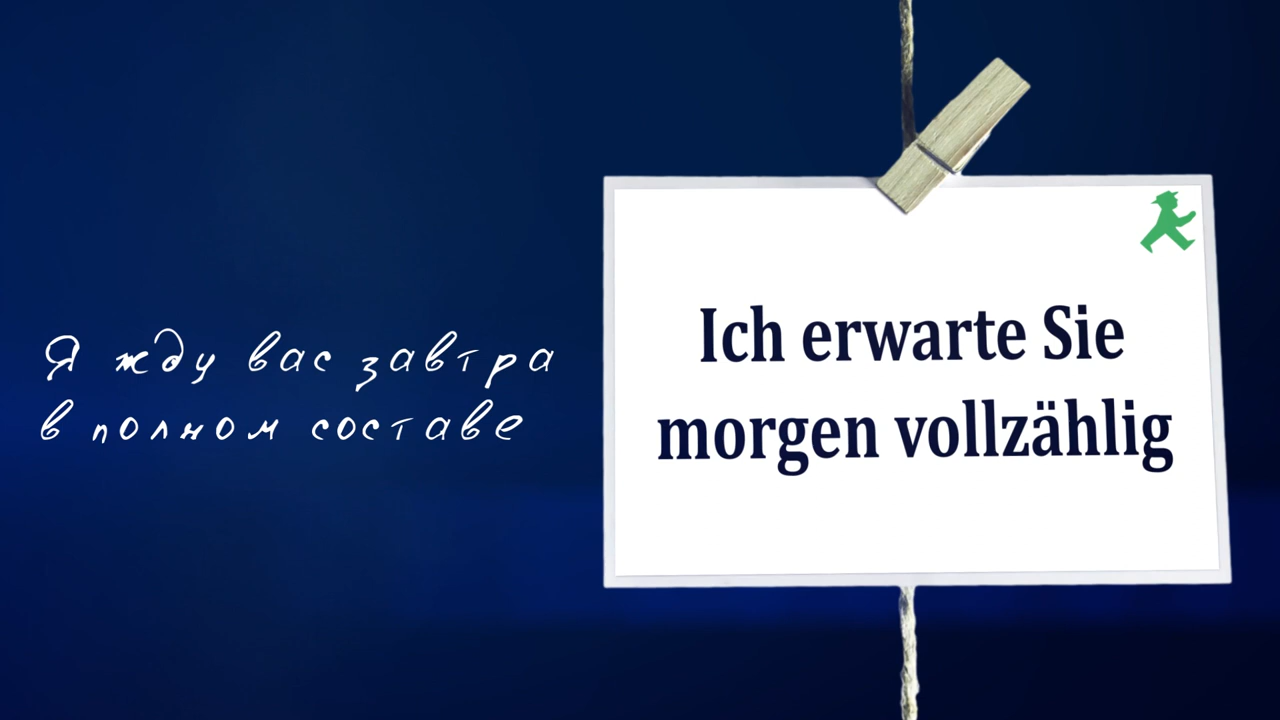 Я жду вас завтра
в полном составе
Ich erwarte Sie
morgen vollzählig